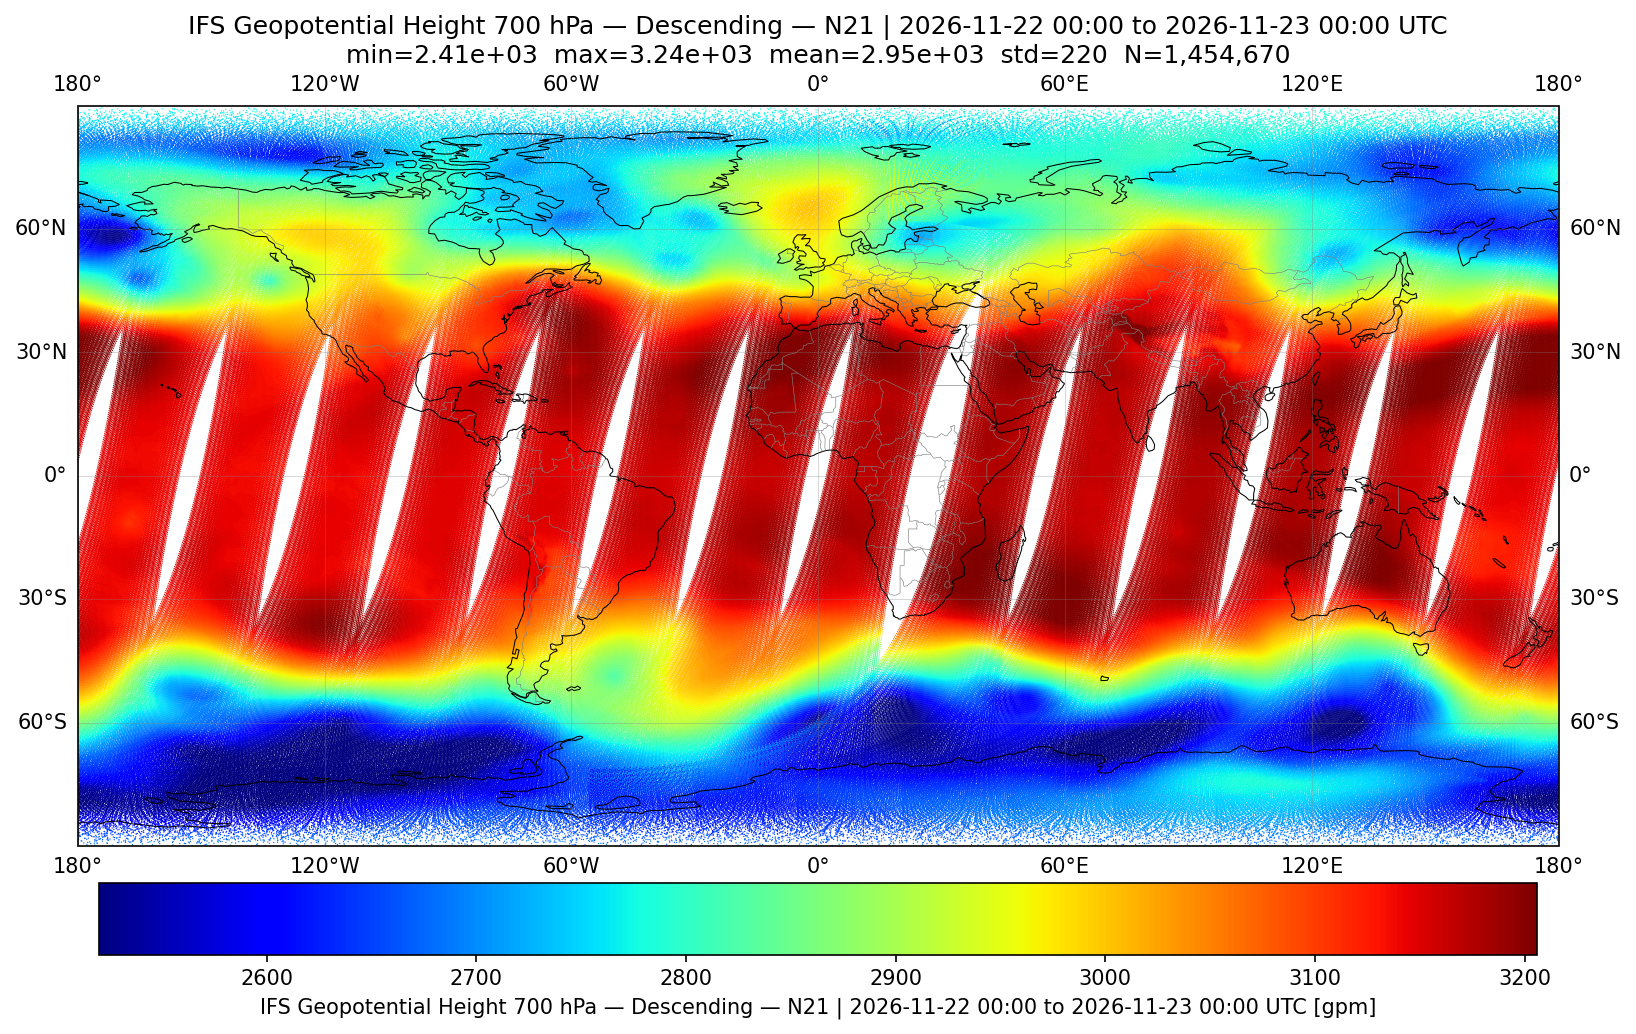 IFS Geopotential Height 700 hPa — Descending — N21 | 2026-11-22 00:00 to 2026-11-23 00:00 UTC
min=2.41e+03  max=3.24e+03  mean=2.95e+03  std=220  N=1,454,670
180° 120°W 60°W 0° 60°E 120°E 180°
60°N 60°N
30°N 30°N
0° 0°
30°S 30°S
60°S 60°S
180° 120°W 60°W 0° 60°E 120°E 180°
2600 2700 2800 2900 3000 3100 3200
IFS Geopotential Height 700 hPa — Descending — N21 | 2026-11-22 00:00 to 2026-11-23 00:00 UTC [gpm]